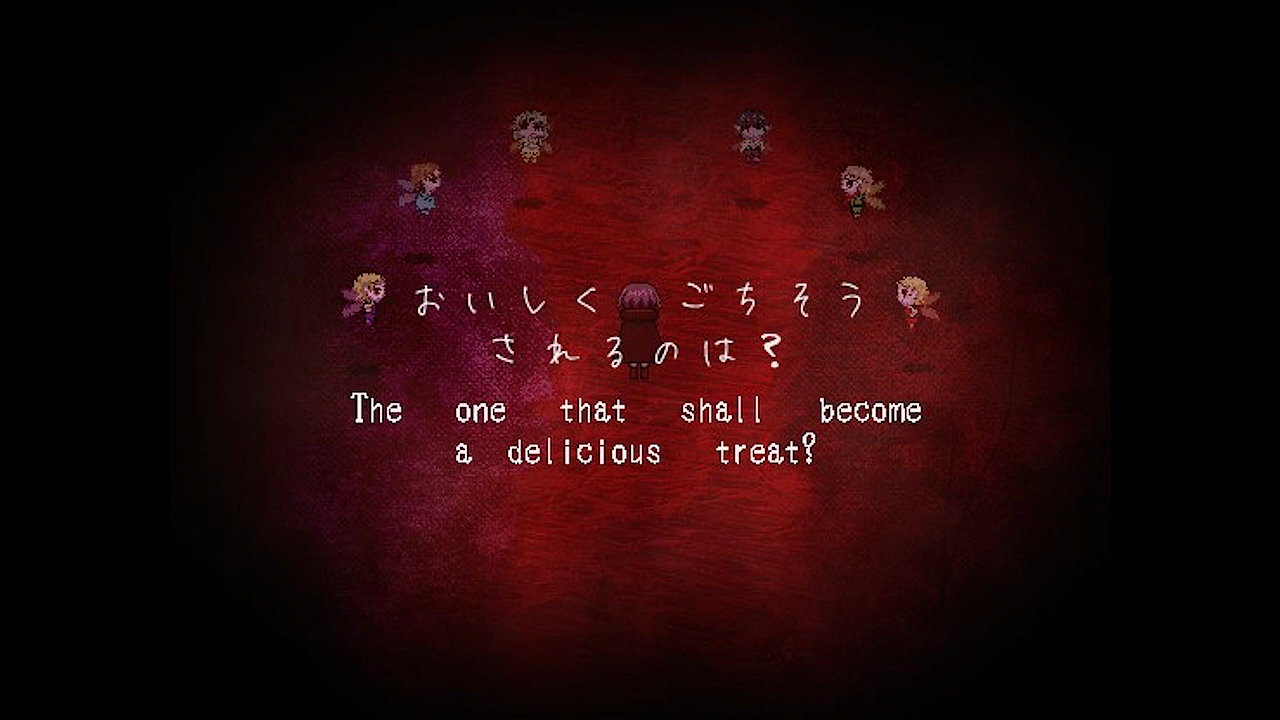 おいしく ごちそう
されるのは?
The one that shall become
a delicious treat?